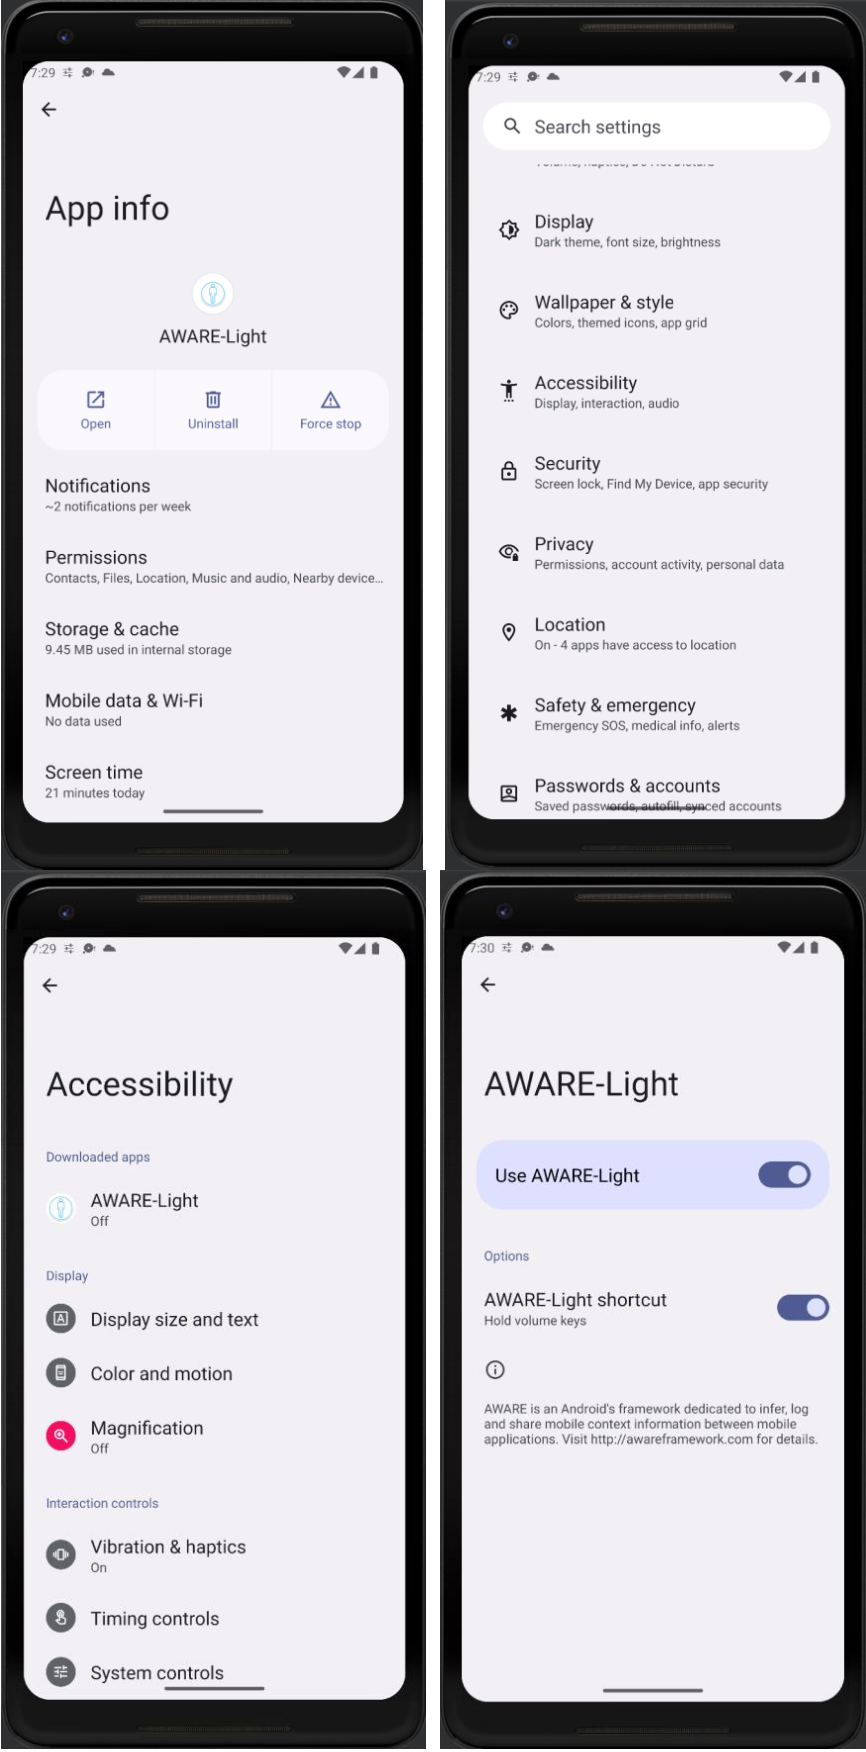 7:29
App info
AWARE-Light
Open
Uninstall
Force stop
Notifications
~2 notifications per week
Permissions
Contacts, Files, Location, Music and audio, Nearby device...
Storage & cache
9.45 MB used in internal storage
Mobile data & Wi-Fi
No data used
Screen time
21 minutes today
7:29
Search settings
Volume, haptics, Do Not Disturb
Display
Dark theme, font size, brightness
Wallpaper & style
Colors, themed icons, app grid
Accessibility
Display, interaction, audio
Security
Screen lock, Find My Device, app security
Privacy
Permissions, account activity, personal data
Location
On - 4 apps have access to location
Safety & emergency
Emergency SOS, medical info, alerts
Passwords & accounts
Saved passwords, autofill, synced accounts
7:29
Accessibility
Downloaded apps
AWARE-Light
Off
Display
Display size and text
Color and motion
Magnification
Off
Interaction controls
Vibration & haptics
On
Timing controls
System controls
7:30
AWARE-Light
Use AWARE-Light
Options
AWARE-Light shortcut
Hold volume keys
AWARE is an Android's framework dedicated to infer, log
and share mobile context information between mobile
applications. Visit http://awareframework.com for details.